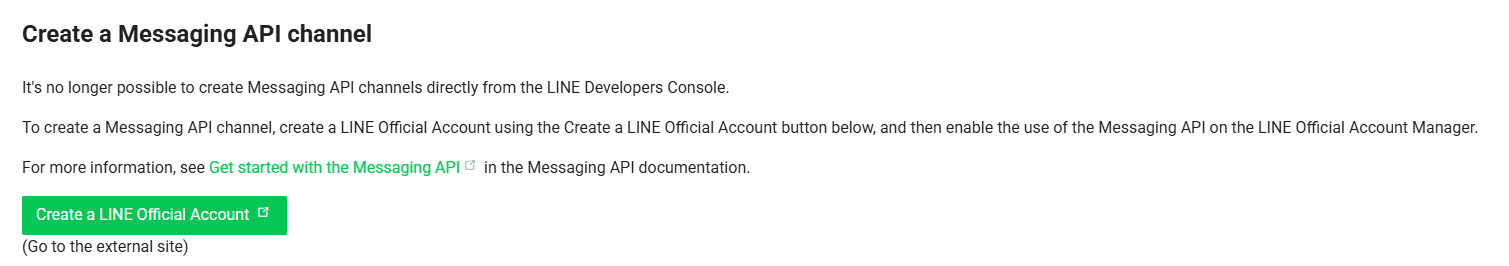 Create a Messaging API channel
It's no longer possible to create Messaging API channels directly from the LINE Developers Console.
To create a Messaging API channel, create a LINE Official Account using the Create a LINE Official Account button below, and then enable the use of the Messaging API on the LINE Official Account Manager.
For more information, see Get started with the Messaging API in the Messaging API documentation.
Create a LINE Official Account
(Go to the external site)